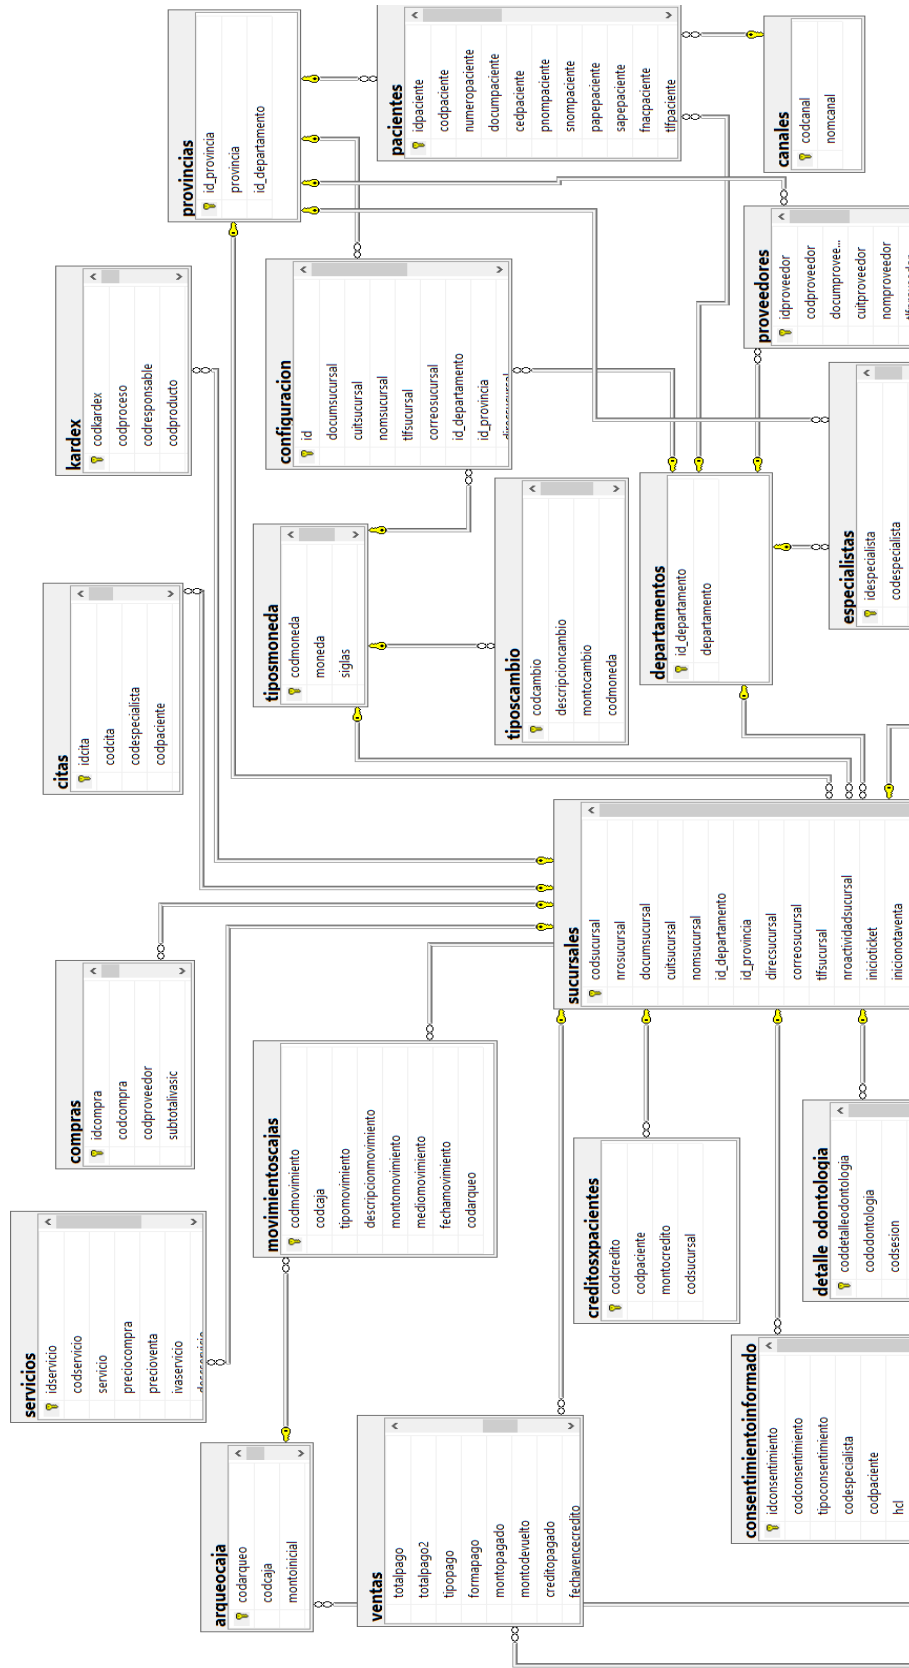 servicios
idservicio
codservicio
servicio
preciocompra
precioventa
ivaservicio
compras
idcompra
codcompra
codproveedor
subtotalivasic
citas
idcita
codcita
codespecialista
codpaciente
kardex
codkardex
codproceso
codresponsable
codproducto
provincias
id_provincia
provincia
id_departamento
arqueocaja
codarqueo
codcaja
montoinicial
movimientoscajas
codmovimiento
codcaja
tipomovimiento
descripcionmovimiento
montomovimiento
mediomovimiento
fechamovimiento
codarqueo
tiposmoneda
codmoneda
moneda
siglas
configuracion
id
documsucursal
cuitsucursal
nomsucursal
tlfsucursal
correosucursal
id_departamento
id_provincia
pacientes
idpaciente
codpaciente
numeropaciente
documpaciente
cedpaciente
pnompaciente
snompaciente
papepaciente
sapepaciente
fnacpaciente
tlfpaciente
ventas
totalpago
totalpago2
tipopago
formapago
montopagado
montodevuelto
creditopagado
fechavencecredito
tiposcambio
codcambio
descripcioncambio
montocambio
codmoneda
sucursales
codsucursal
nrosucursal
documsucursal
cuitsucursal
nomsucursal
id_departamento
id_provincia
direcsucursal
correosucursal
tlfsucursal
nroactividadsucursal
inicioticket
inicionotaventa
creditosxpacientes
codcredito
codpaciente
montocredito
codsucursal
departamentos
id_departamento
departamento
proveedores
idproveedor
codproveedor
documprovee...
cuitproveedor
nomproveedor
canales
codcanal
nomcanal
consentimientoinformado
idconsentimiento
codconsentimiento
tipoconsentimiento
codespecialista
codpaciente
hcl
detalle_odontologia
coddetalleodontologia
cododontologia
codsesion
especialistas
idespecialista
codespecialista